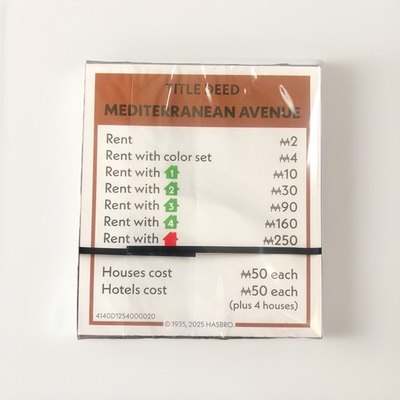 TITLE DEED
MEDITERRANEAN AVENUE
Rent ₩2
Rent with color set ₩4
Rent with 1 ₩10
Rent with 2 ₩30
Rent with 3 ₩90
Rent with 4 ₩160
Rent with ₩250
Houses cost ₩50 each
Hotels cost ₩50 each
(plus 4 houses)
4140D1254000020
© 1935, 2025 HASBRO.